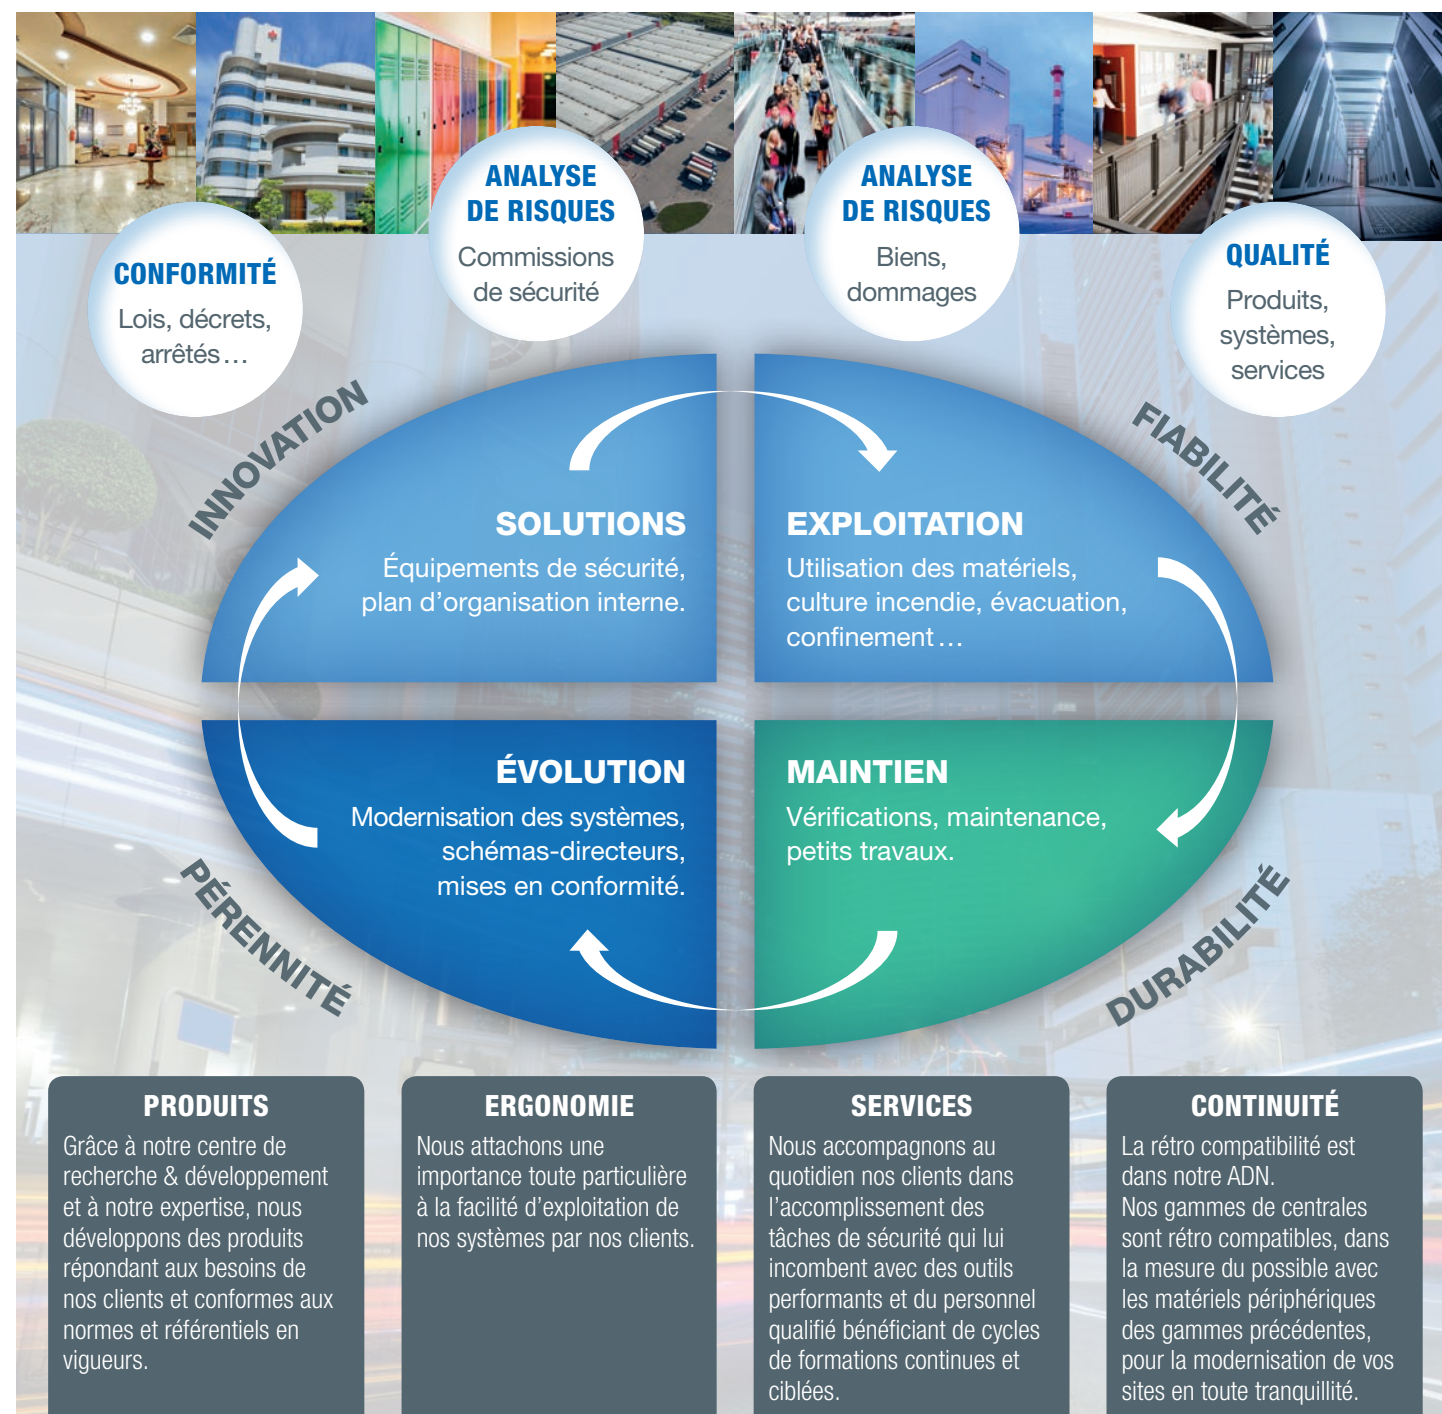 CONFORMITÉ
Lois, décrets,
arrêtés…
ANALYSE
DE RISQUES
Commissions
de sécurité
ANALYSE
DE RISQUES
Biens,
dommages
QUALITÉ
Produits,
systèmes,
services
INNOVATION
FIABILITÉ
SOLUTIONS
Équipements de sécurité,
plan d'organisation interne.
EXPLOITATION
Utilisation des matériels,
culture incendie, évacuation,
confinement…
ÉVOLUTION
Modernisation des systèmes,
schémas-directeurs,
mises en conformité.
MAINTIEN
Vérifications, maintenance,
petits travaux.
PÉRENNITÉ
DURABILITÉ
PRODUITS
Grâce à notre centre de
recherche & développement
et à notre expertise, nous
développons des produits
répondant aux besoins de
nos clients et conformes aux
normes et référentiels en
vigueurs.
ERGONOMIE
Nous attachons une
importance toute particulière
à la facilité d'exploitation de
nos systèmes par nos clients.
SERVICES
Nous accompagnons au
quotidien nos clients dans
l'accomplissement des
tâches de sécurité qui lui
incombent avec des outils
performants et du personnel
qualifié bénéficiant de cycles
de formations continues et
ciblées.
CONTINUITÉ
La rétro compatibilité est
dans notre ADN.
Nos gammes de centrales
sont rétro compatibles, dans
la mesure du possible avec
les matériels périphériques
des gammes précédentes,
pour la modernisation de vos
sites en toute tranquillité.